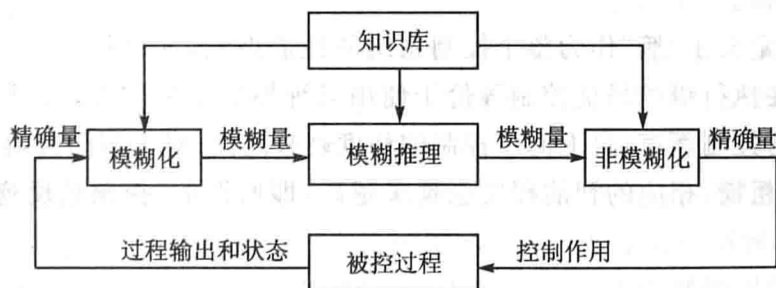 知识库
精确量
模糊化
模糊量
模糊推理
模糊量
非模糊化
精确量
过程输出和状态
被控过程
控制作用